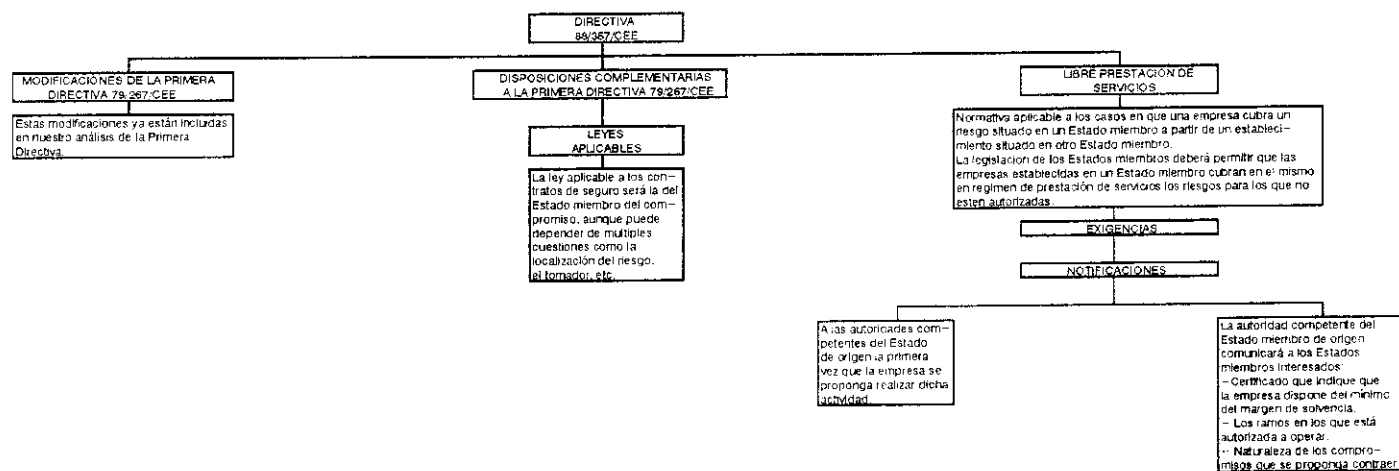 DIRECTIVA
88/357/CEE
MODIFICACIONES DE LA PRIMERA
DIRECTIVA 79/267/CEE
Estas modificaciones ya están incluidas
en nuestro análisis de la Primera
Directiva.
DISPOSICIONES COMPLEMENTARIAS
A LA PRIMERA DIRECTIVA 79/267/CEE
LEYES
APLICABLES
La ley aplicable a los con–
tratos de seguro será la del
Estado miembro del com–
promiso, aunque puede
depender de multiples
cuestiones como la
localización del riesgo,
el tomador, etc.
LIBRE PRESTACIÓN DE
SERVICIOS
Normativa aplicable a los casos en que una empresa cubra un
riesgo situado en un Estado miembro a partir de un estableci–
miento situado en otro Estado miembro.
La legislacion de los Estados miembros deberá permitir que las
empresas establecidas en un Estado miembro cubran en el mismo
en regimen de prestación de servicios los riesgos para los que no
esten autorizadas.
EXIGENCIAS
NOTIFICACIONES
A las autoridades com–
petentes del Estado
de origen la primera
vez que la empresa se
proponga realizar dicha
actividad.
La autoridad competente del
Estado miembro de origen
comunicará a los Estados
miembros interesados:
– Certificado que indique que
la empresa dispone del mínimo
del margen de solvencia.
– Los ramos en los que está
autorizada a operar.
– Naturaleza de los compro–
misos que se proponga contraer